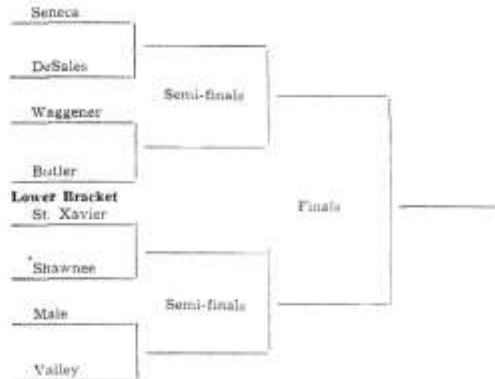 Seneca
DeSales
Semi-finals
Waggener
Butler
Lower Bracket
St. Xavier
Finals
Shawnee
Semi-finals
Male
Valley